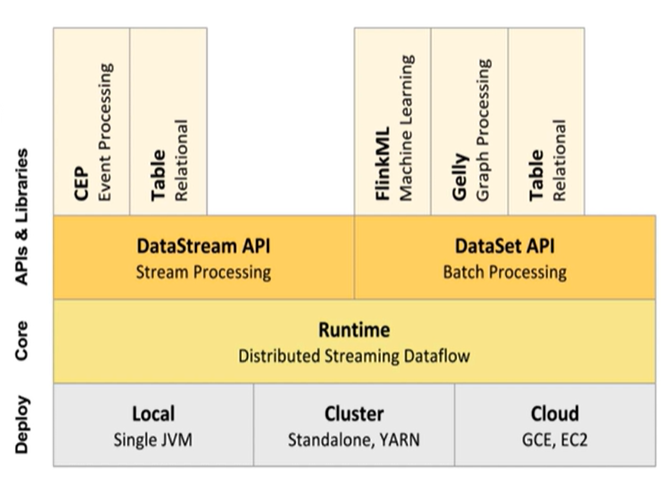 APIs & Libraries
CEP
Event Processing
Table
Relational
FlinkML
Machine Learning
Gelly
Graph Processing
Table
Relational
DataStream API
Stream Processing
DataSet API
Batch Processing
Core
Runtime
Distributed Streaming Dataflow
Deploy
Local
Single JVM
Cluster
Standalone, YARN
Cloud
GCE, EC2